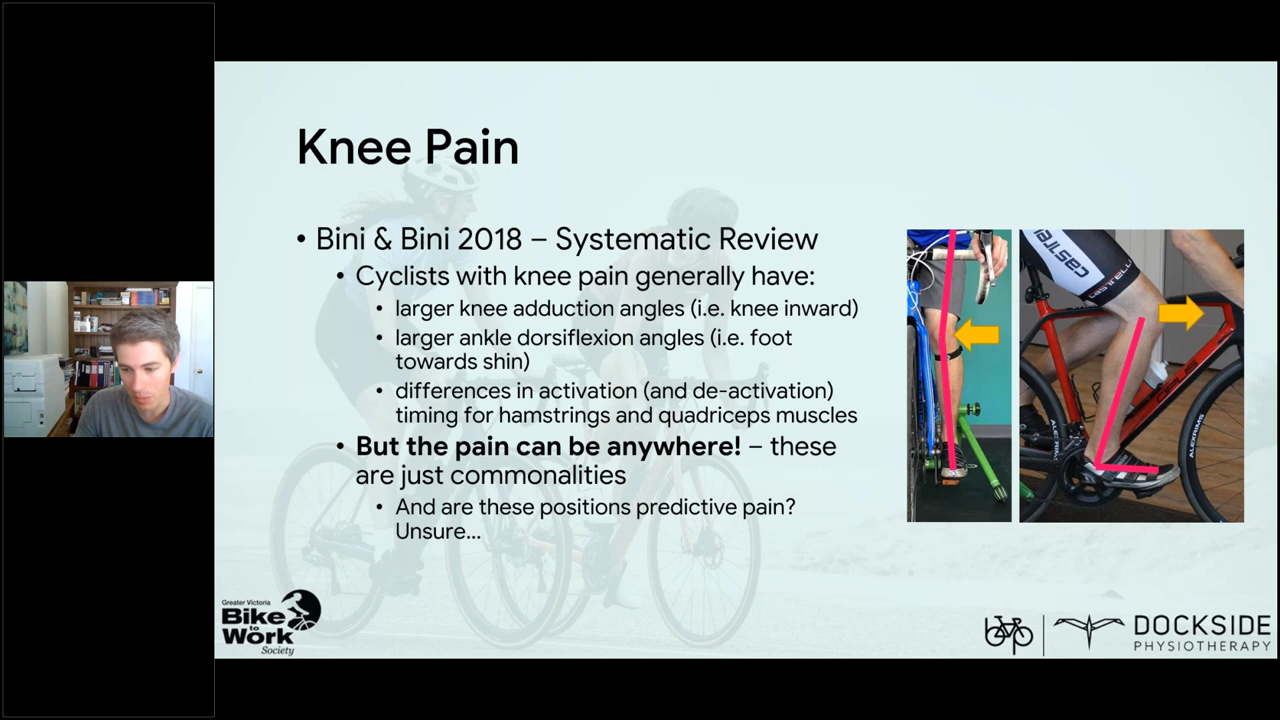 Knee Pain
• Bini & Bini 2018 – Systematic Review
• Cyclists with knee pain generally have:
• larger knee adduction angles (i.e. knee inward)
• larger ankle dorsiflexion angles (i.e. foot
towards shin)
• differences in activation (and de-activation)
timing for hamstrings and quadriceps muscles
• But the pain can be anywhere! – these
are just commonalities
• And are these positions predictive pain?
Unsure...
castelli
CASTELLI
Greater Victoria
Bike
to
Work
Society
DOCKSIDE
PHYSIOTHERAPY